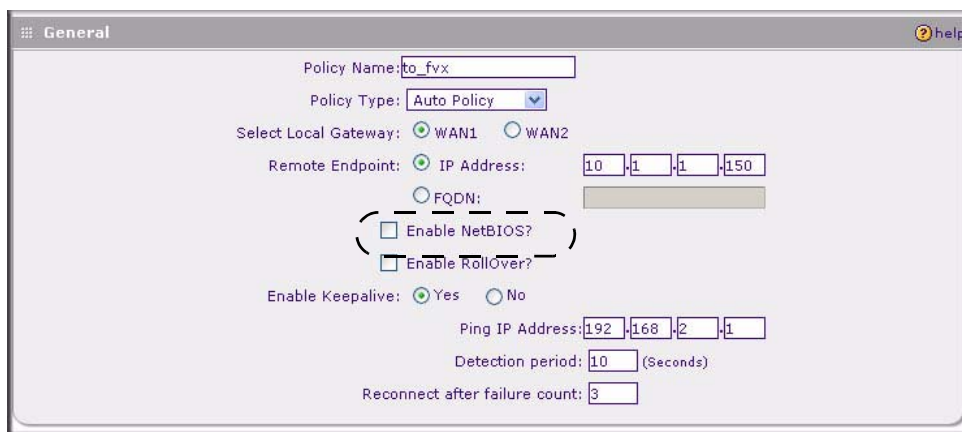 General
help
Policy Name: to_fvx
Policy Type: Auto Policy
Select Local Gateway: WAN1 WAN2
Remote Endpoint: IP Address: 10 .1 .1 .150
FQDN:
Enable NetBIOS?
Enable RollOver?
Enable Keepalive: Yes No
Ping IP Address: 192 .168 .2 .1
Detection period: 10 (Seconds)
Reconnect after failure count: 3